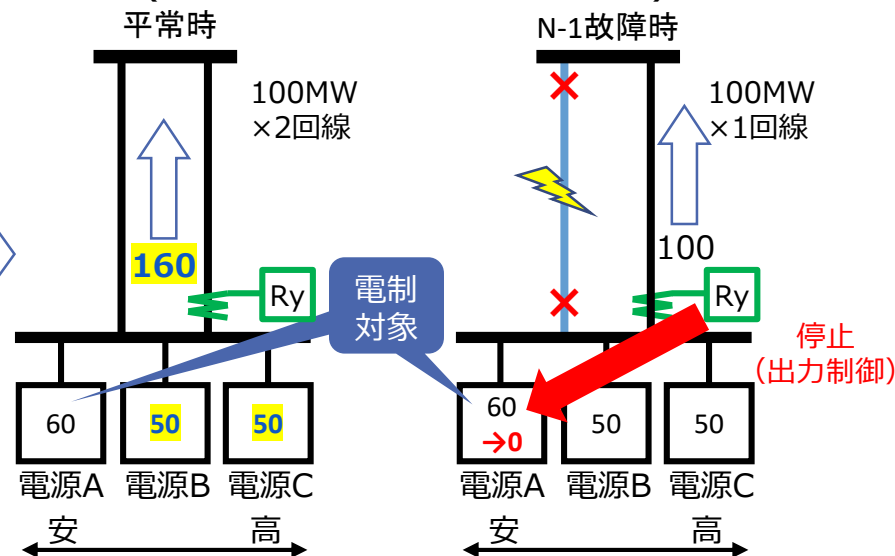 平常時
100MW
×2回線
160
Ry
電制
対象
60
50
50
電源A
電源B
電源C
安
高
N-1故障時
100MW
×1回線
100
Ry
停止
(出力制御)
60
→0
50
50
電源A
電源B
電源C
安
高